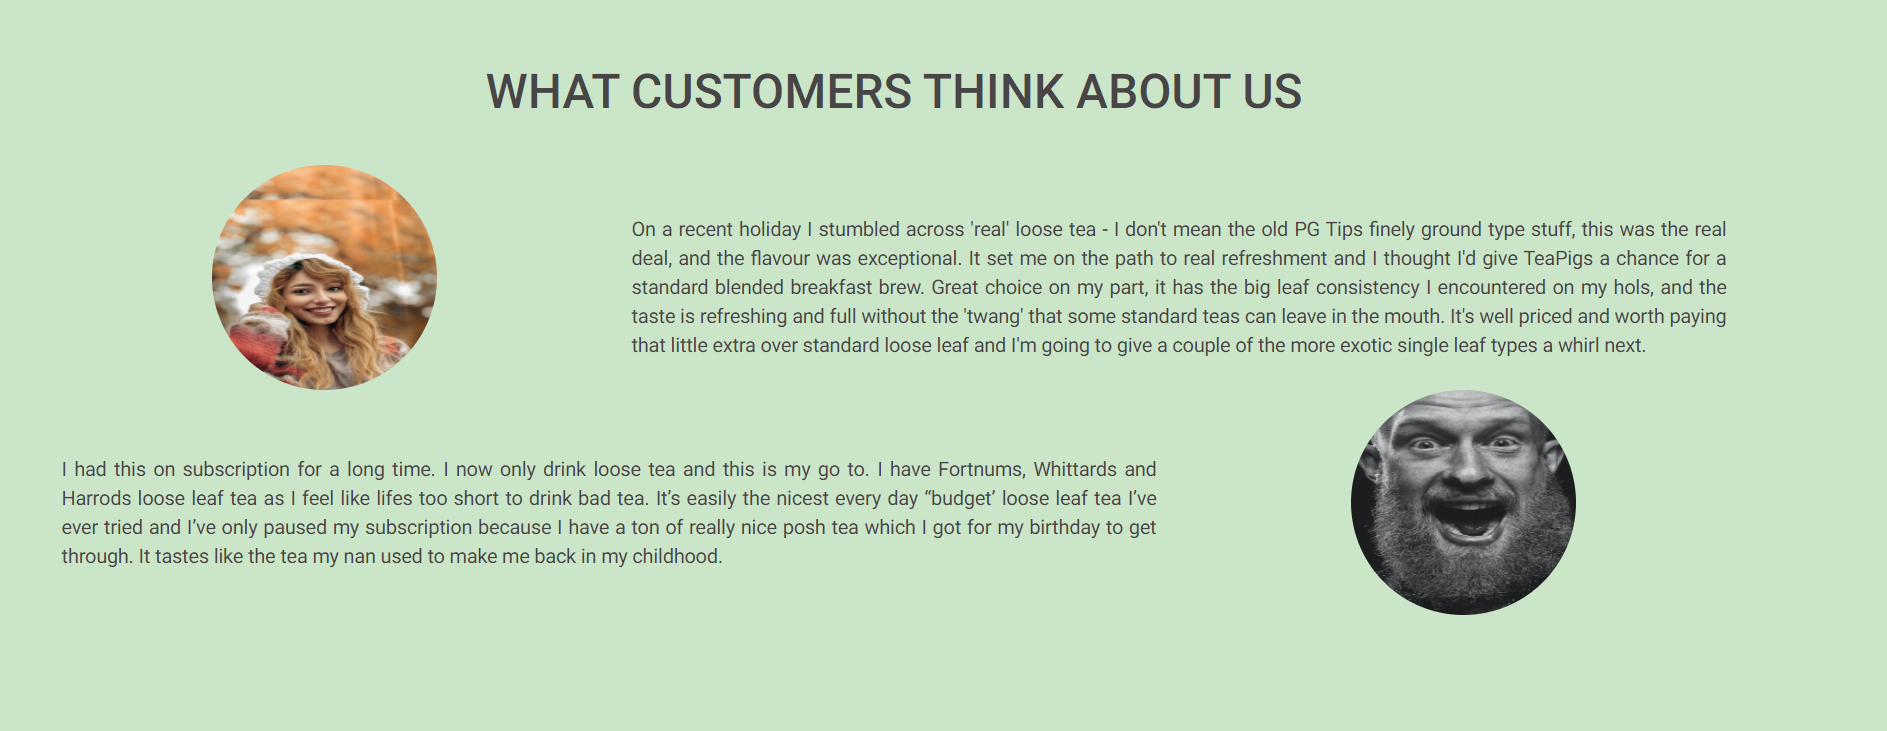 WHAT CUSTOMERS THINK ABOUT US
On a recent holiday I stumbled across 'real' loose tea - I don't mean the old PG Tips finely ground type stuff, this was the real
deal, and the flavour was exceptional. It set me on the path to real refreshment and I thought I'd give TeaPigs a chance for a
standard blended breakfast brew. Great choice on my part, it has the big leaf consistency I encountered on my hols, and the
taste is refreshing and full without the 'twang' that some standard teas can leave in the mouth. It's well priced and worth paying
that little extra over standard loose leaf and I'm going to give a couple of the more exotic single leaf types a whirl next.
I had this on subscription for a long time. I now only drink loose tea and this is my go to. I have Fortnums, Whittards and
Harrods loose leaf tea as I feel like lifes too short to drink bad tea. It’s easily the nicest every day “budget’ loose leaf tea I’ve
ever tried and I’ve only paused my subscription because I have a ton of really nice posh tea which I got for my birthday to get
through. It tastes like the tea my nan used to make me back in my childhood.